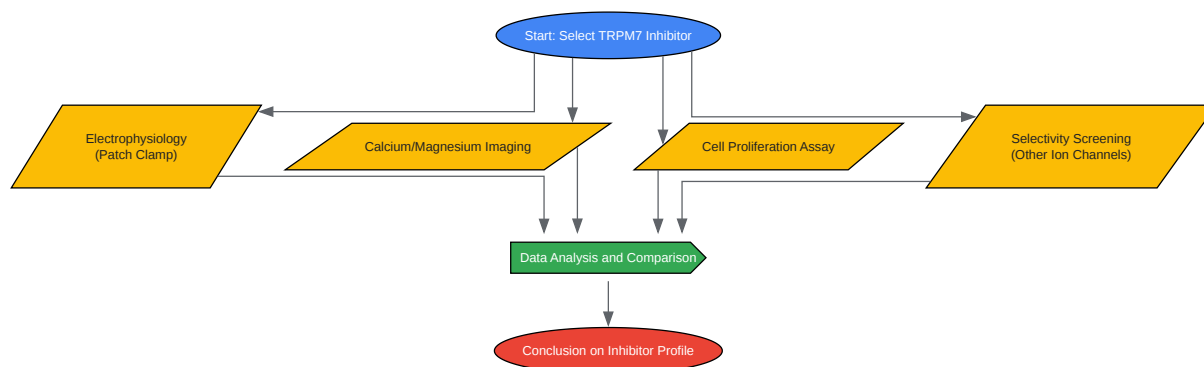 Start: Select TRPM7 Inhibitor
Electrophysiology
(Patch Clamp)
Calcium/Magnesium Imaging
Cell Proliferation Assay
Selectivity Screening
(Other Ion Channels)
Data Analysis and Comparison
Conclusion on Inhibitor Profile